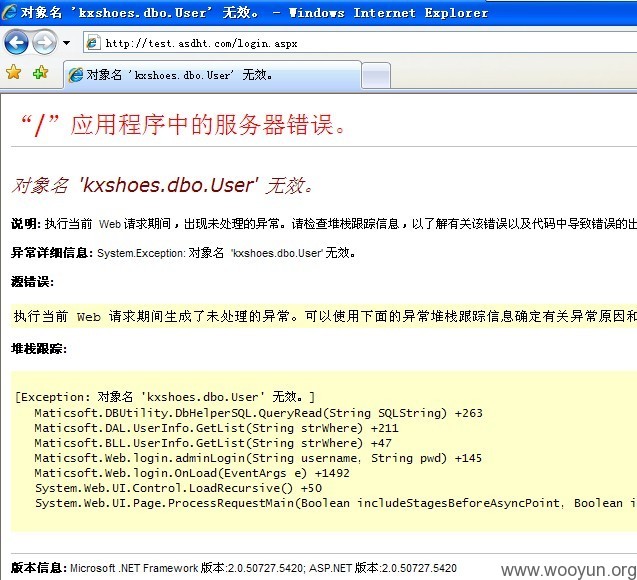 对象名 'kxshoes.dbo.User' 无效。 - Windows Internet Explorer
http://test.asdht.com/login.aspx
对象名 'kxshoes.dbo.User' 无效。
“/”应用程序中的服务器错误。
对象名 'kxshoes.dbo.User' 无效。
说明: 执行当前 Web 请求期间，出现未处理的异常。请检查堆栈跟踪信息，以了解有关该错误以及代码中导致错误的出
异常详细信息: System.Exception: 对象名 'kxshoes.dbo.User' 无效。
源错误:
执行当前 Web 请求期间生成了未处理的异常。可以使用下面的异常堆栈跟踪信息确定有关异常原因和
堆栈跟踪:
[Exception: 对象名 'kxshoes.dbo.User' 无效。]
Maticsoft.DBUtility.DbHelperSQL.QueryRead(String SQLString) +263
Maticsoft.DAL.UserInfo.GetList(String strWhere) +211
Maticsoft.BLL.UserInfo.GetList(String strWhere) +47
Maticsoft.Web.login.adminLogin(String username, String pwd) +145
Maticsoft.Web.login.OnLoad(EventArgs e) +1492
System.Web.UI.Control.LoadRecursive() +50
System.Web.UI.Page.ProcessRequestMain(Boolean includeStagesBeforeAsyncPoint, Boolean i
版本信息: Microsoft .NET Framework 版本:2.0.50727.5420; ASP.NET 版本:2.0.50727.5420
www.wooyun.org